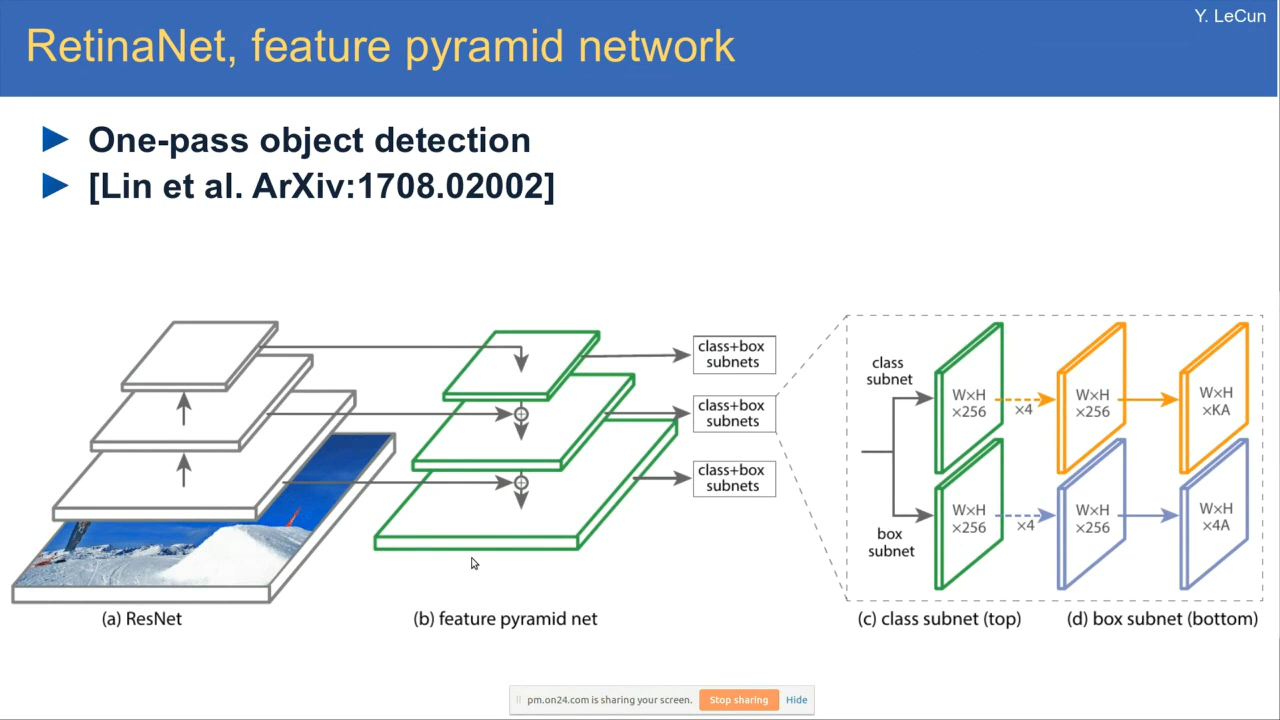 Y. LeCun
RetinaNet, feature pyramid network
One-pass object detection
[Lin et al. ArXiv:1708.02002]
class+box
subnets
class+box
subnets
class+box
subnets
class
subnet
W×H
×256
×4
W×H
×256
W×H
×KA
box
subnet
W×H
×256
×4
W×H
×256
W×H
×4A
(a) ResNet
(b) feature pyramid net
(c) class subnet (top)
(d) box subnet (bottom)
pm.on24.com is sharing your screen.
Stop sharing
Hide